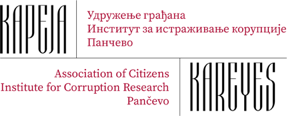 КАРЕЈА
Удружење грађана
Институт за истраживање корупције
Панчево
Association of Citizens
Institute for Corruption Research
Pančevo
KAREYES